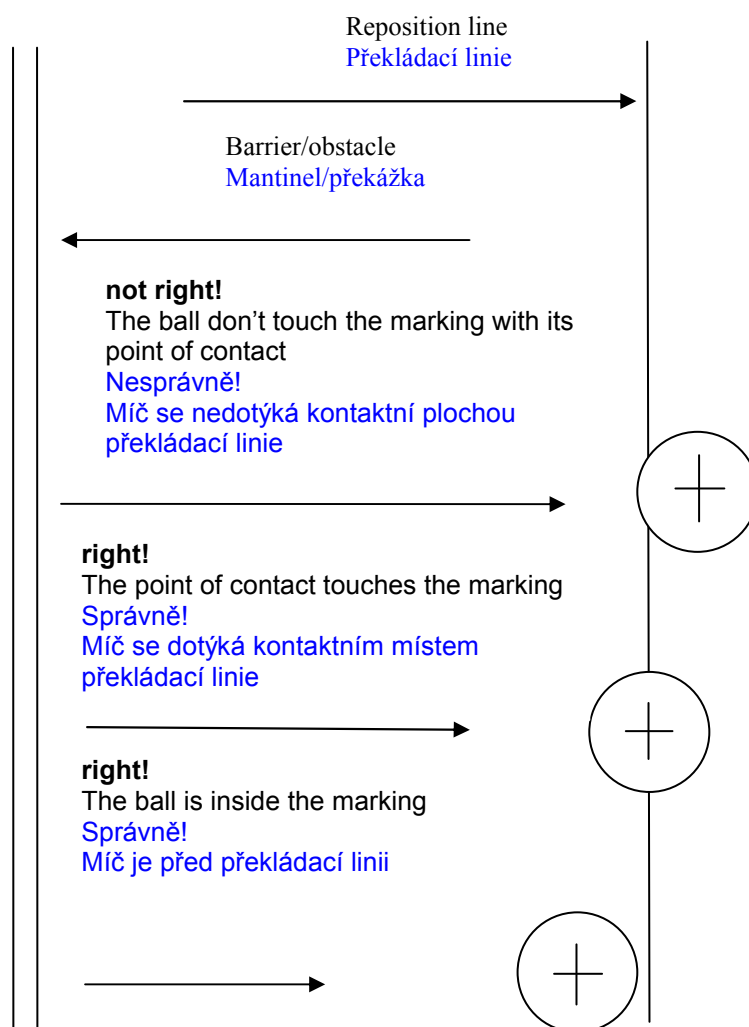 Reposition line
Překládací linie
Barrier/obstacle
Mantinel/překážka
not right!
The ball don’t touch the marking with its
point of contact
Nesprávně!
Míč se nedotýká kontaktní plochou
překládací linie
right!
The point of contact touches the marking
Správně!
Míč se dotýká kontaktním místem
překládací linie
right!
The ball is inside the marking
Správně!
Míč je před překládací linii